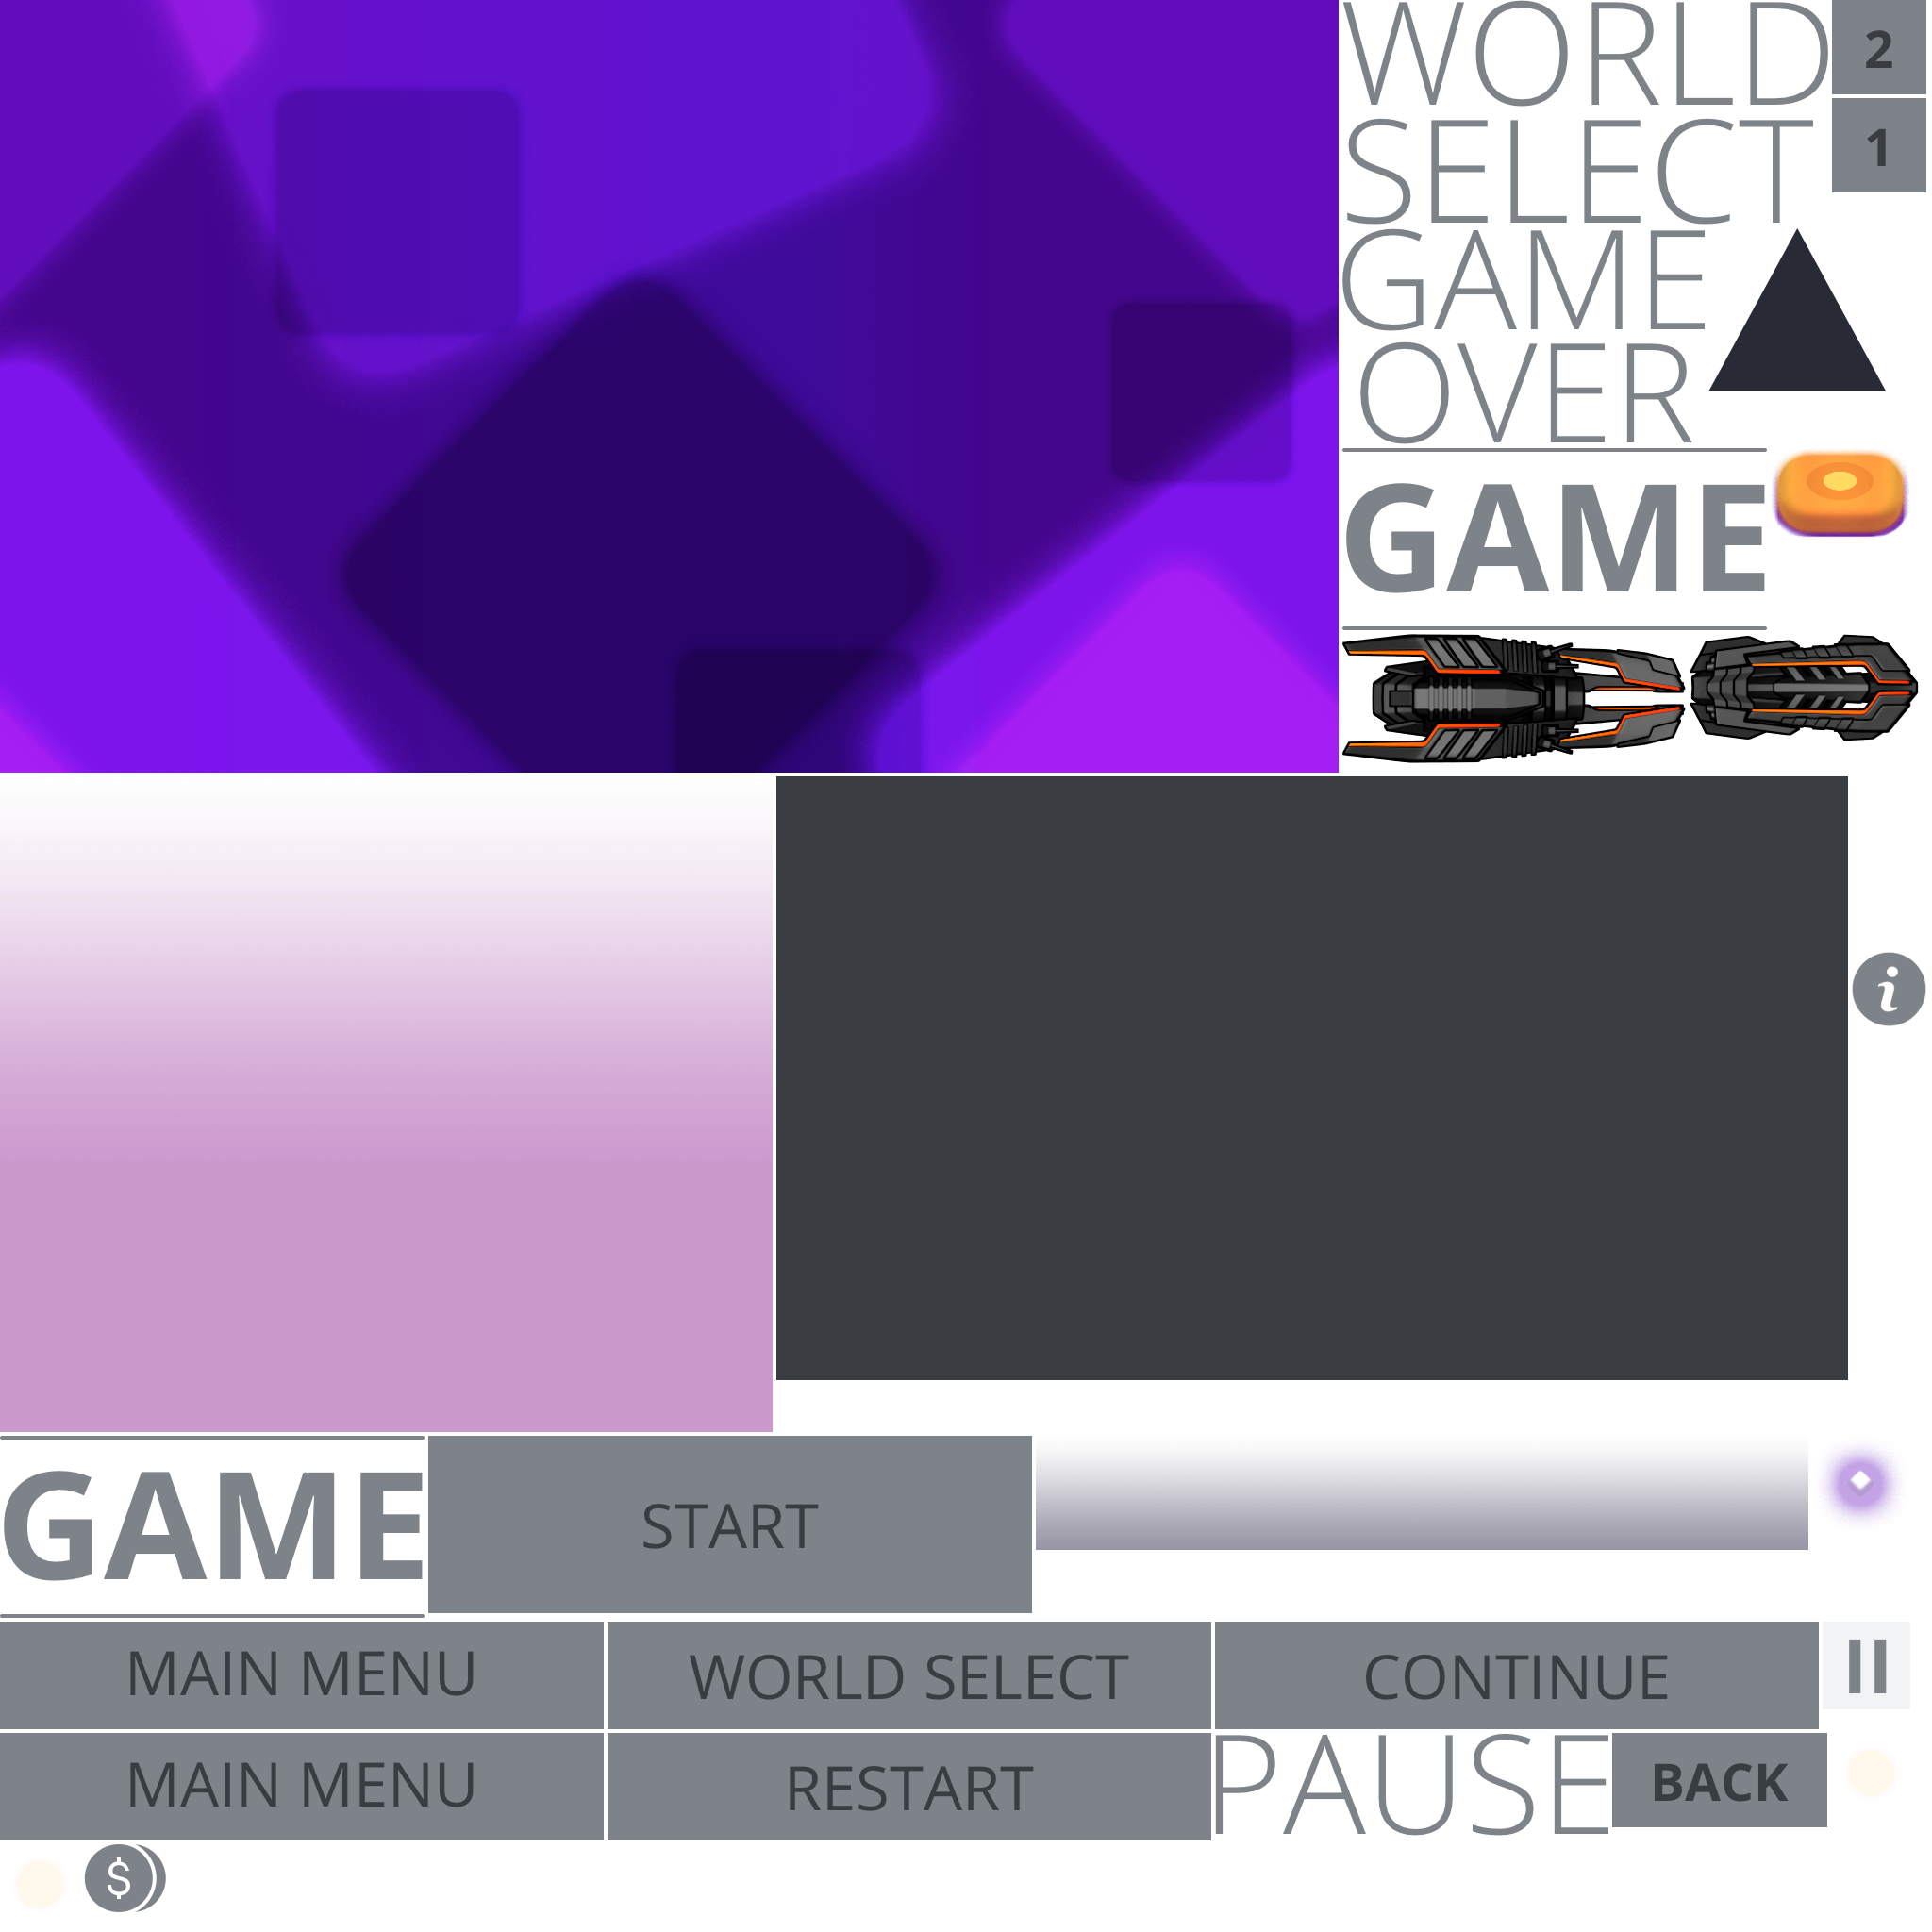 WORLD
SELECT
2
1
GAME
OVER
GAME
i
GAME
START
MAIN MENU
WORLD SELECT
CONTINUE
MAIN MENU
RESTART
PAUSE
BACK
$